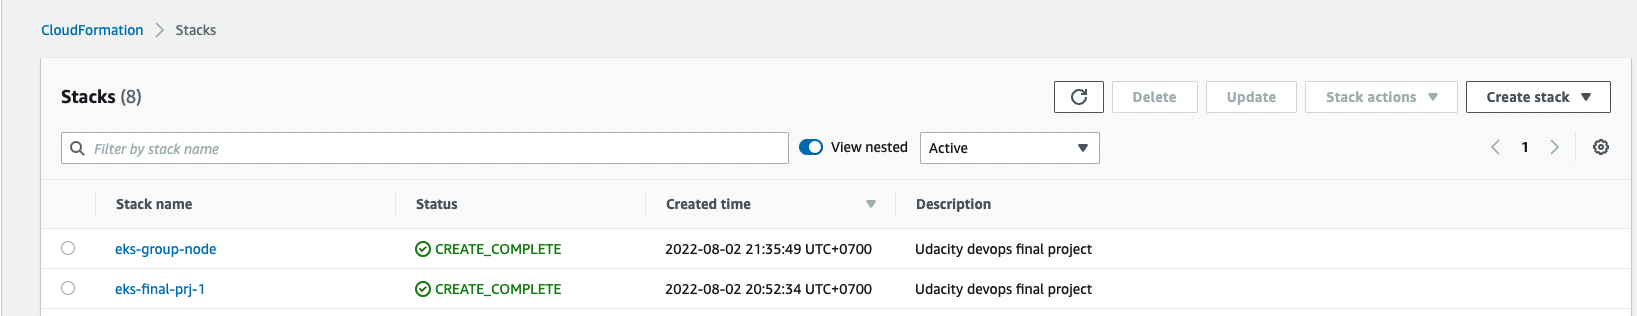 CloudFormation > Stacks
Stacks (8)
Delete
Update
Stack actions
Create stack
Filter by stack name
View nested
Active
1
Stack name Status Created time Description
eks-group-node CREATE_COMPLETE 2022-08-02 21:35:49 UTC+0700 Udacity devops final project
eks-final-prj-1 CREATE_COMPLETE 2022-08-02 20:52:34 UTC+0700 Udacity devops final project